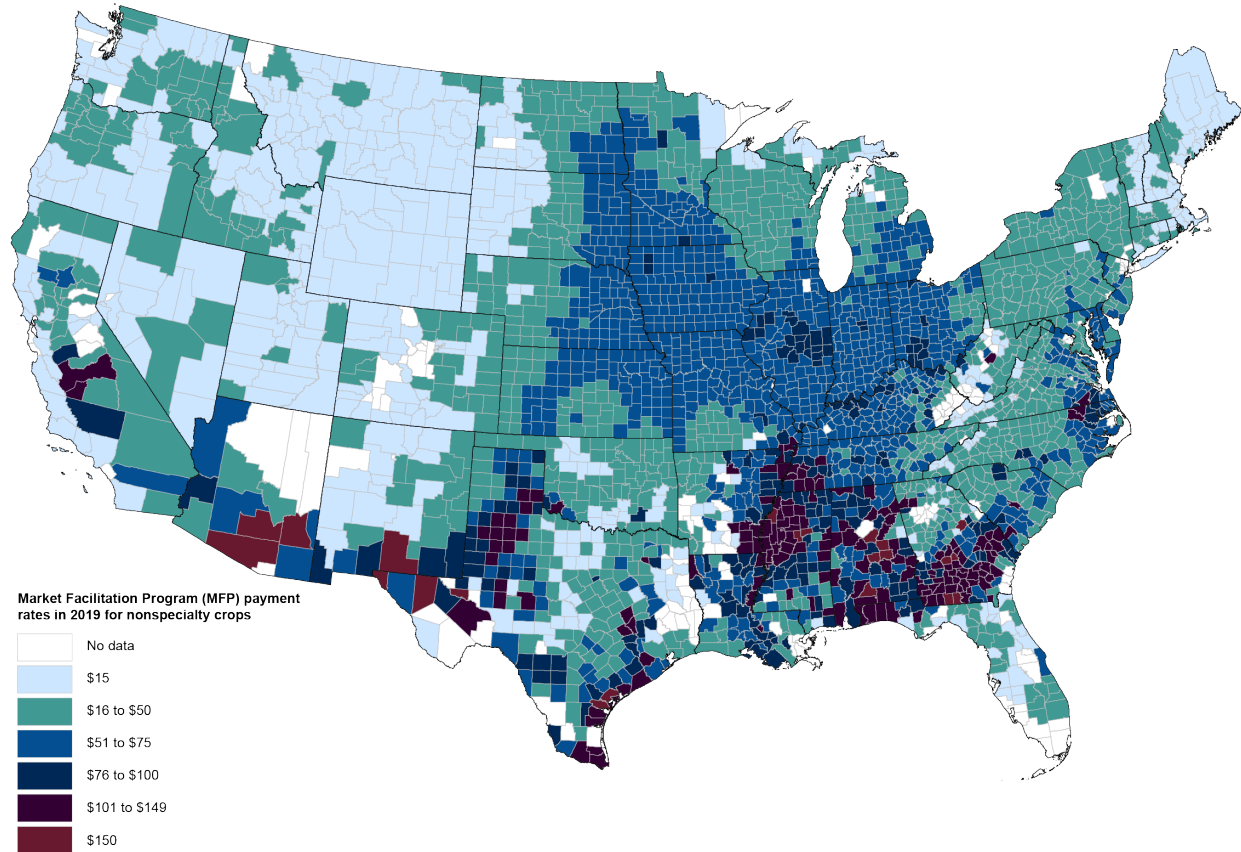 Market Facilitation Program (MFP) payment
rates in 2019 for nonspecialty crops
No data
$15
$16 to $50
$51 to $75
$76 to $100
$101 to $149
$150